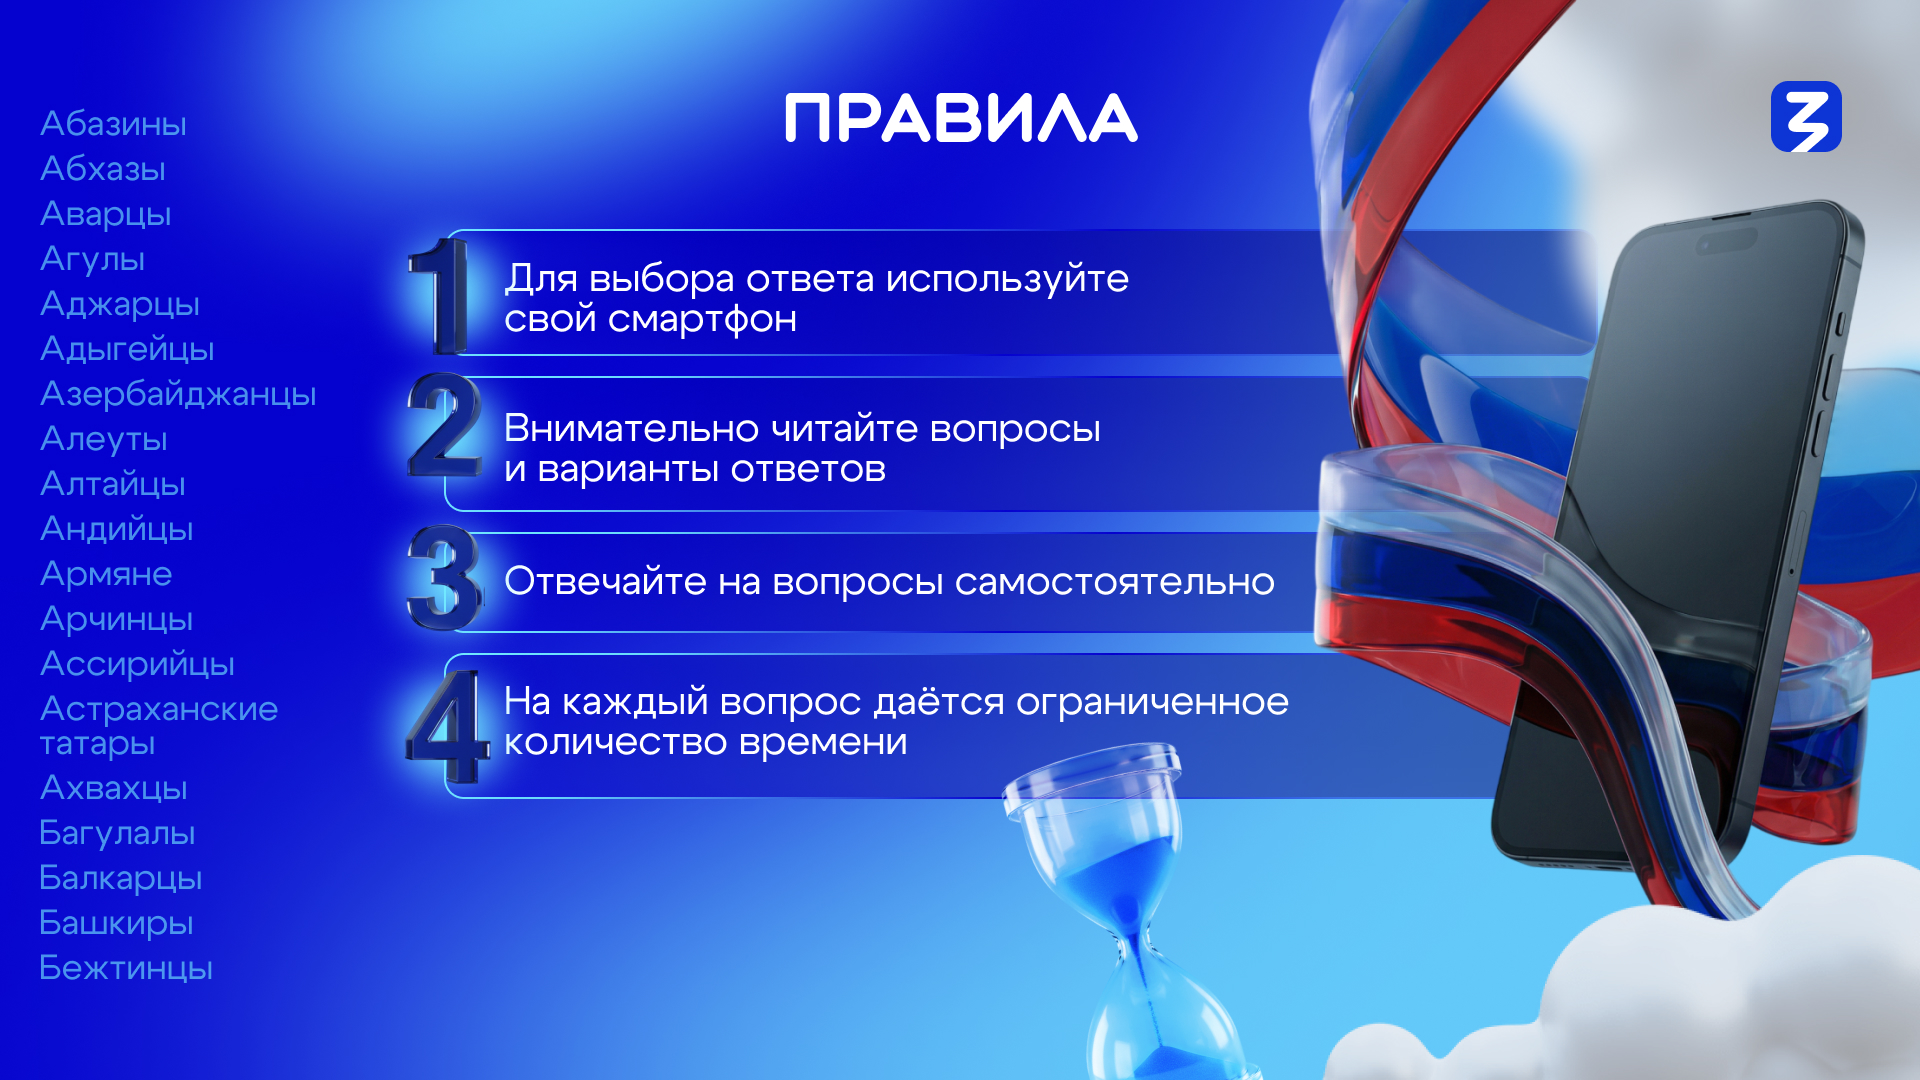 ПРАВИЛА
Абазины
Абхазы
Аварцы
Агулы
Аджарцы
Адыгейцы
Азербайджанцы
Алеуты
Алтайцы
Андийцы
Армяне
Арчинцы
Ассирийцы
Астраханские
татары
Ахвахцы
Багулалы
Балкарцы
Башкиры
Бежтинцы
1
Для выбора ответа используйте
свой смартфон
2
Внимательно читайте вопросы
и варианты ответов
3
Отвечайте на вопросы самостоятельно
4
На каждый вопрос даётся ограниченное
количество времени